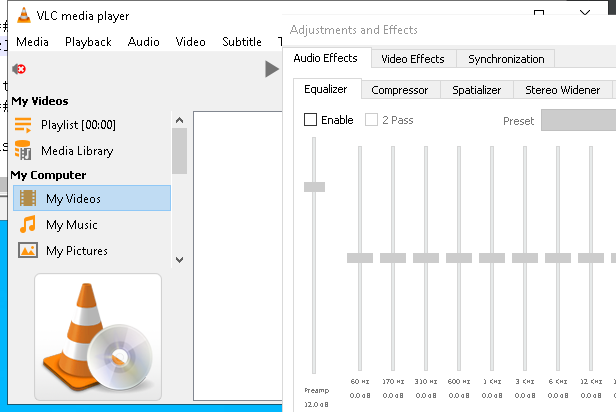 VLC media player
Media Playback Audio Video Subtitle T
My Videos
Playlist [00:00]
Media Library
My Computer
My Videos
My Music
My Pictures
Adjustments and Effects
Audio Effects Video Effects Synchronization
Equalizer Compressor Spatializer Stereo Widener
Enable 2 Pass Preset
60 Hz 170 Hz 310 Hz 600 Hz 1 KHz 3 KHz 6 KHz 12 KHz
Preamp 0.0 dB 0.0 dB 0.0 dB 0.0 dB 0.0 dB 0.0 dB 0.0 dB 0.0 dB
12.0 dB